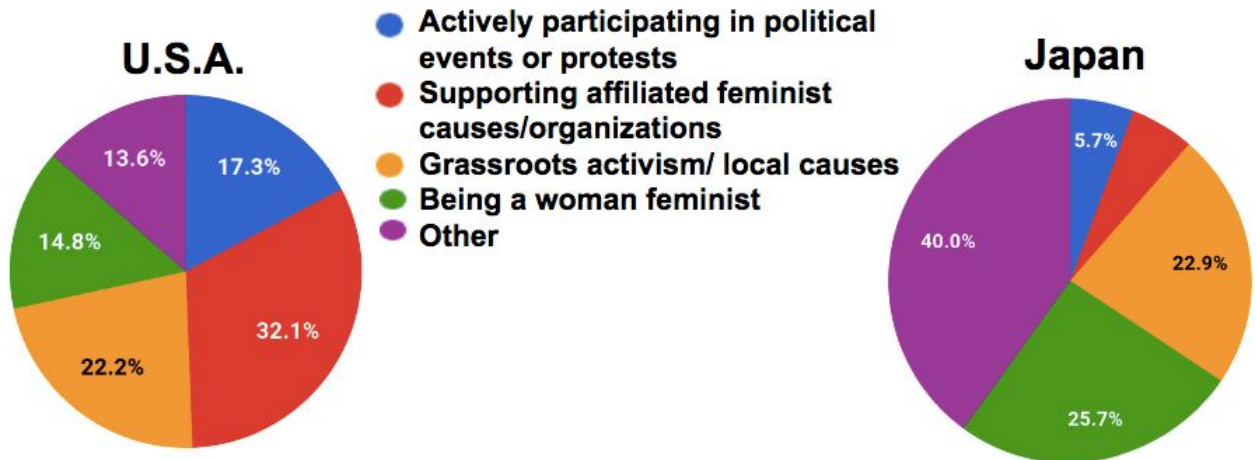 U.S.A.
13.6%
17.3%
14.8%
32.1%
22.2%
Actively participating in political
events or protests
Supporting affiliated feminist
causes/organizations
Grassroots activism/ local causes
Being a woman feminist
Other
Japan
5.7%
40.0%
22.9%
25.7%